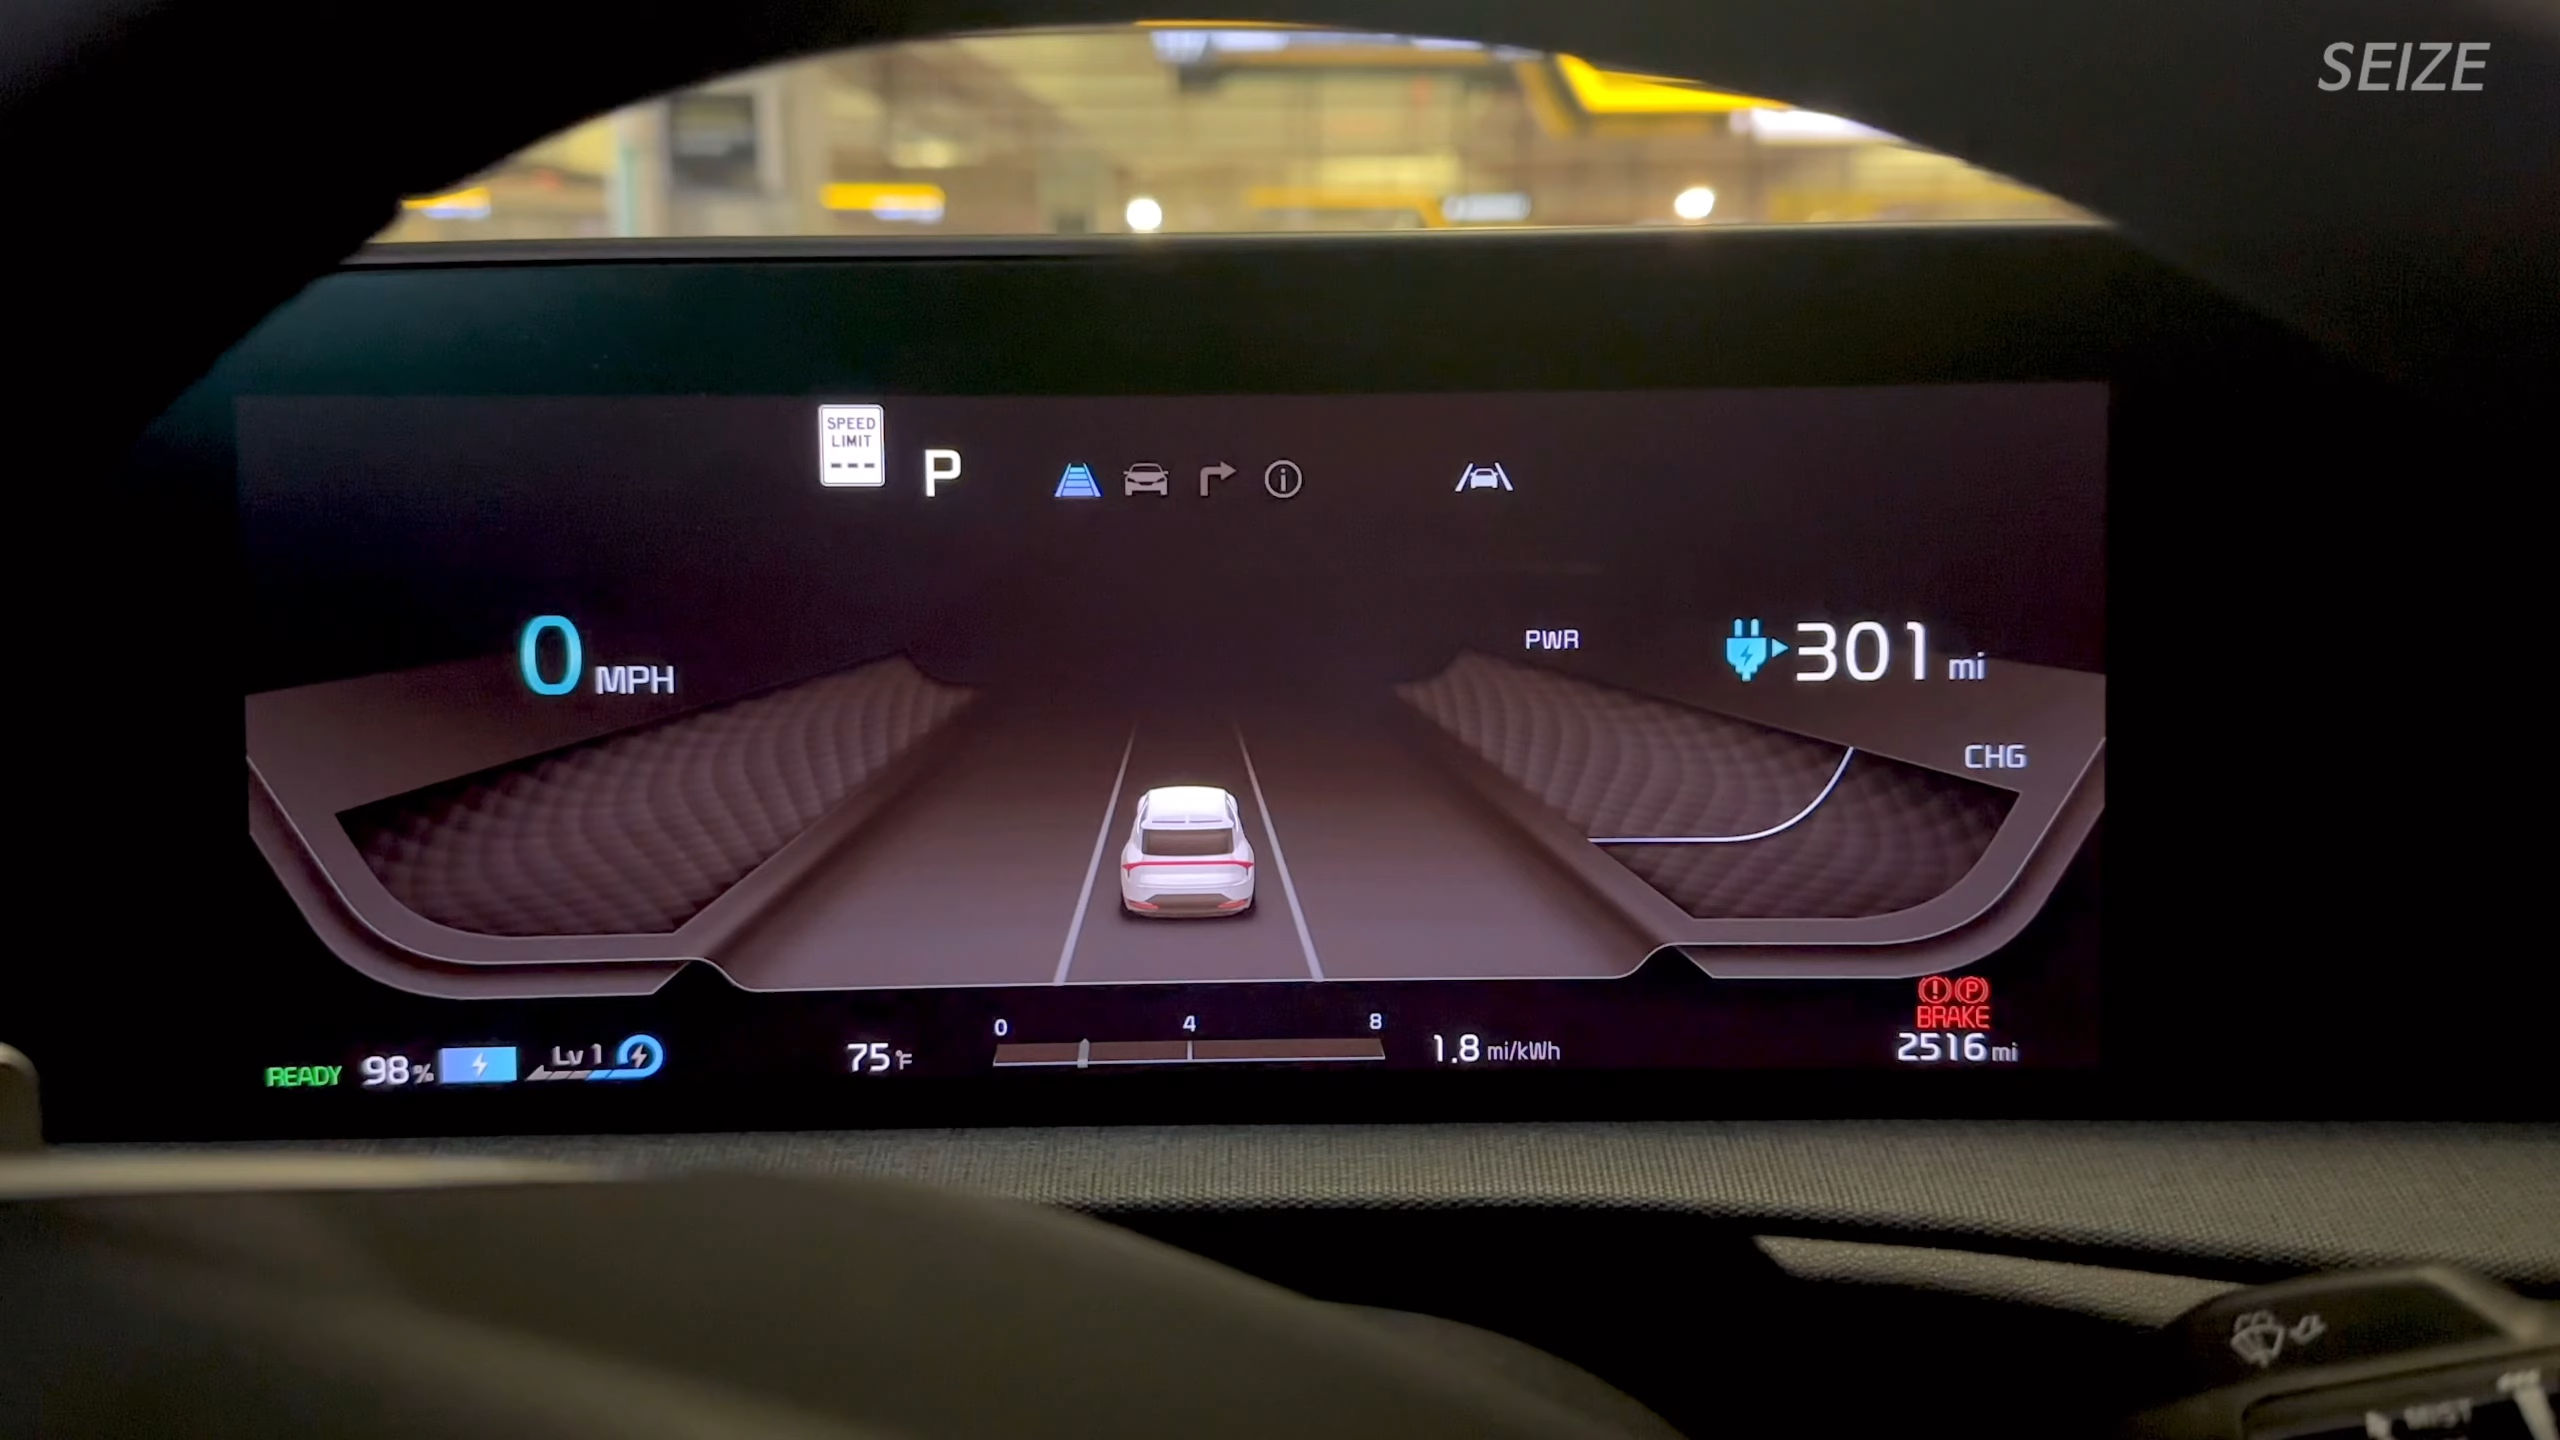 SEIZE
SPEED
LIMIT
---
P
0 MPH
PWR
301 mi
CHG
BRAKE
READY 98% Lv 1
75°F
0 4 8
1.8 mi/kWh
2516 mi
MIST